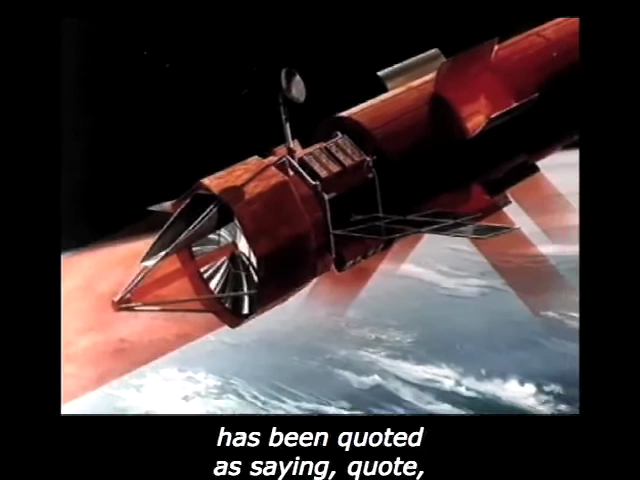 has been quoted
as saying, quote,